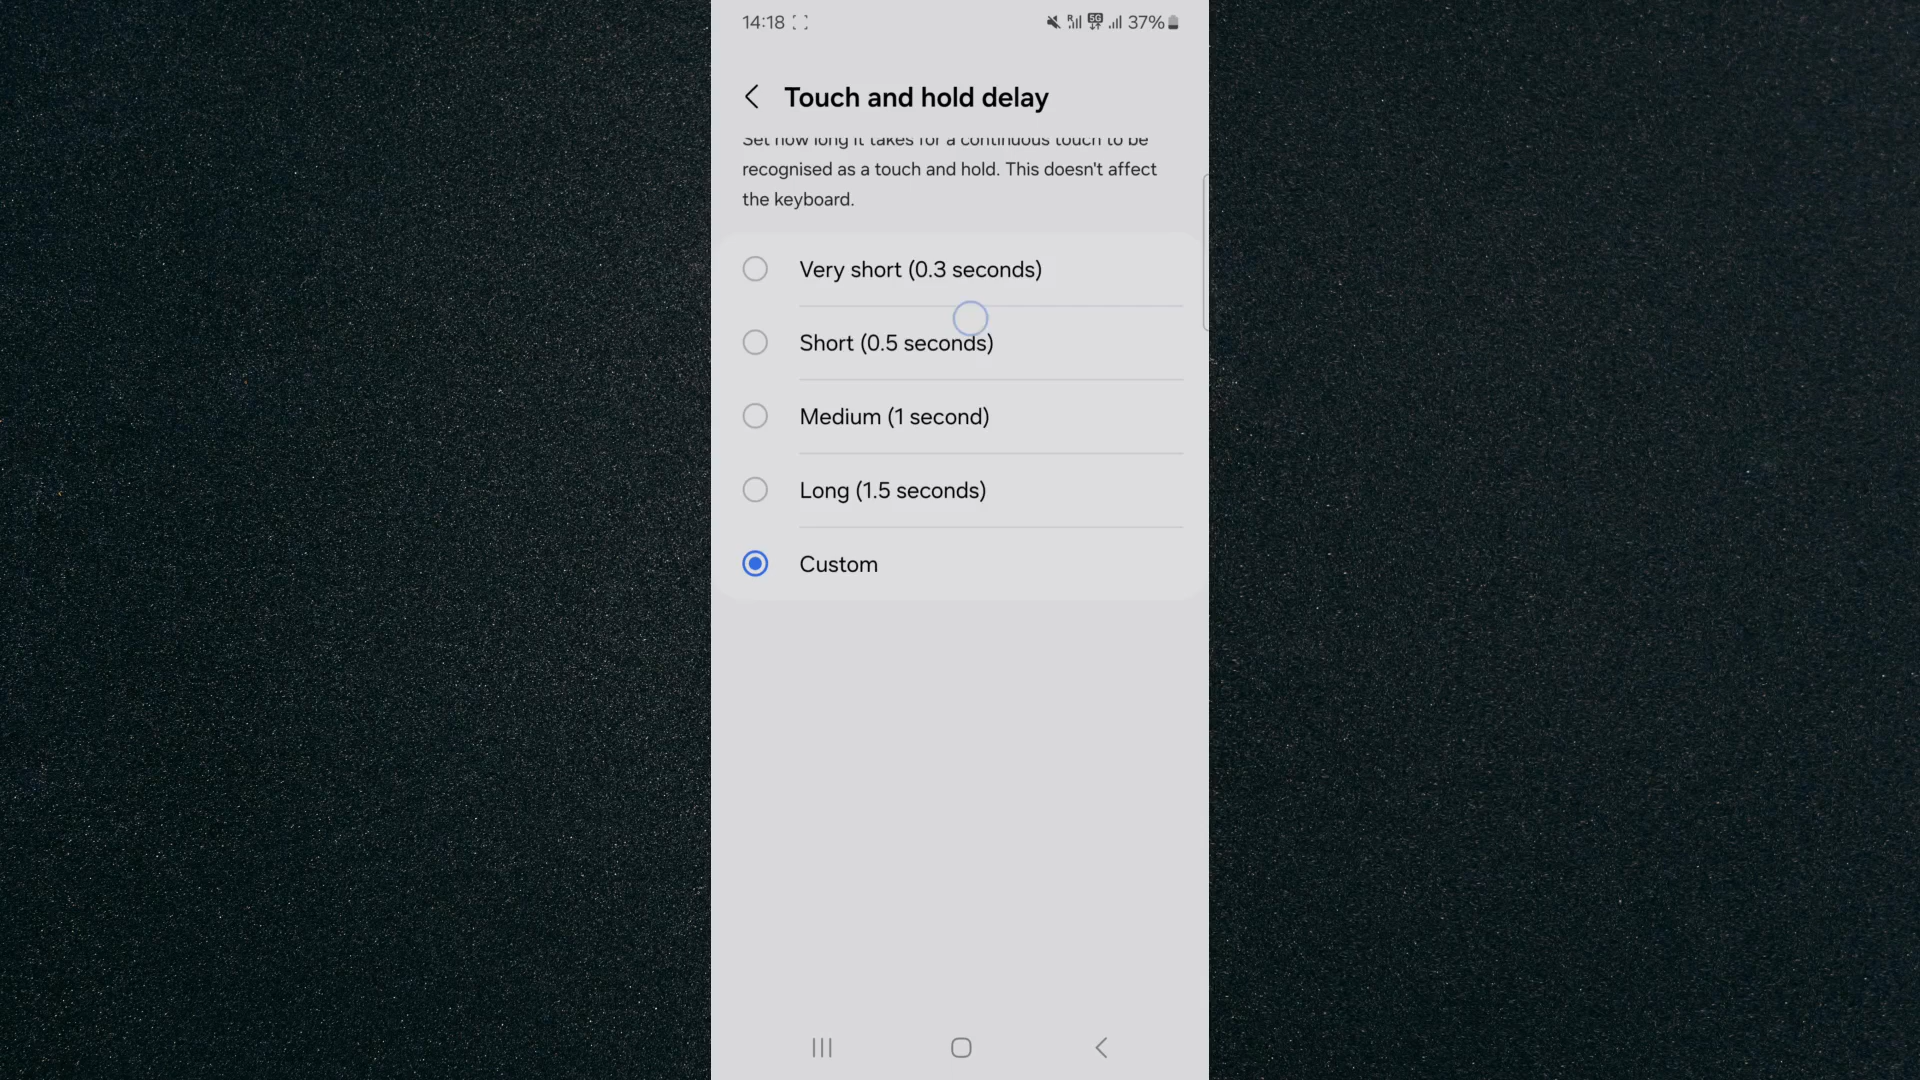 14:18
37%
Touch and hold delay
Set how long it takes for a continuous touch to be
recognised as a touch and hold. This doesn't affect
the keyboard.
Very short (0.3 seconds)
Short (0.5 seconds)
Medium (1 second)
Long (1.5 seconds)
Custom